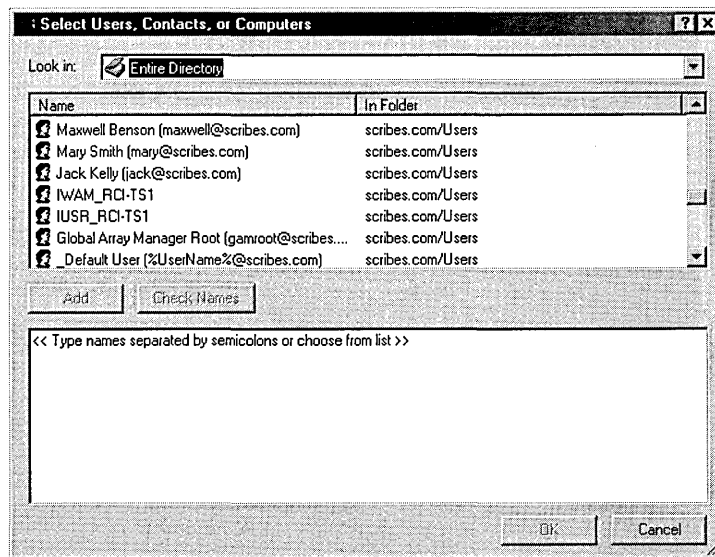 Select Users, Contacts, or Computers
Look in: Entire Directory
Name In Folder
Maxwell Benson (maxwell@scribes.com) scribes.com/Users
Mary Smith (mary@scribes.com) scribes.com/Users
Jack Kelly (jack@scribes.com) scribes.com/Users
IWAM_RCI-TS1 scribes.com/Users
IUSR_RCI-TS1 scribes.com/Users
Global Array Manager Root (gamroot@scribes.... scribes.com/Users
_Default User (%UserName%@scribes.com) scribes.com/Users
Add Check Names
<< Type names separated by semicolons or choose from list >>
OK Cancel